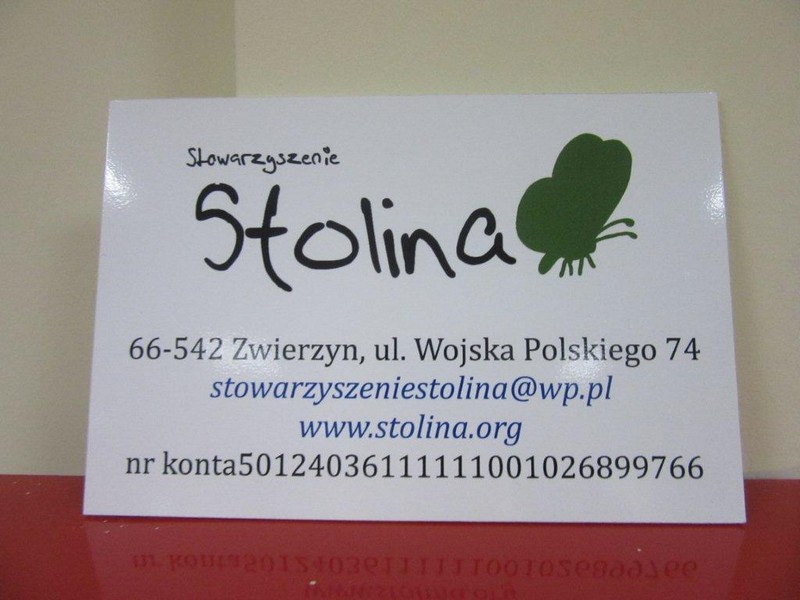 Stowarzyszenie
Stolina
66-542 Zwierzyn, ul. Wojska Polskiego 74
stowarzyszeniestolina@wp.pl
www.stolina.org
nr konta50124036111111001026899766